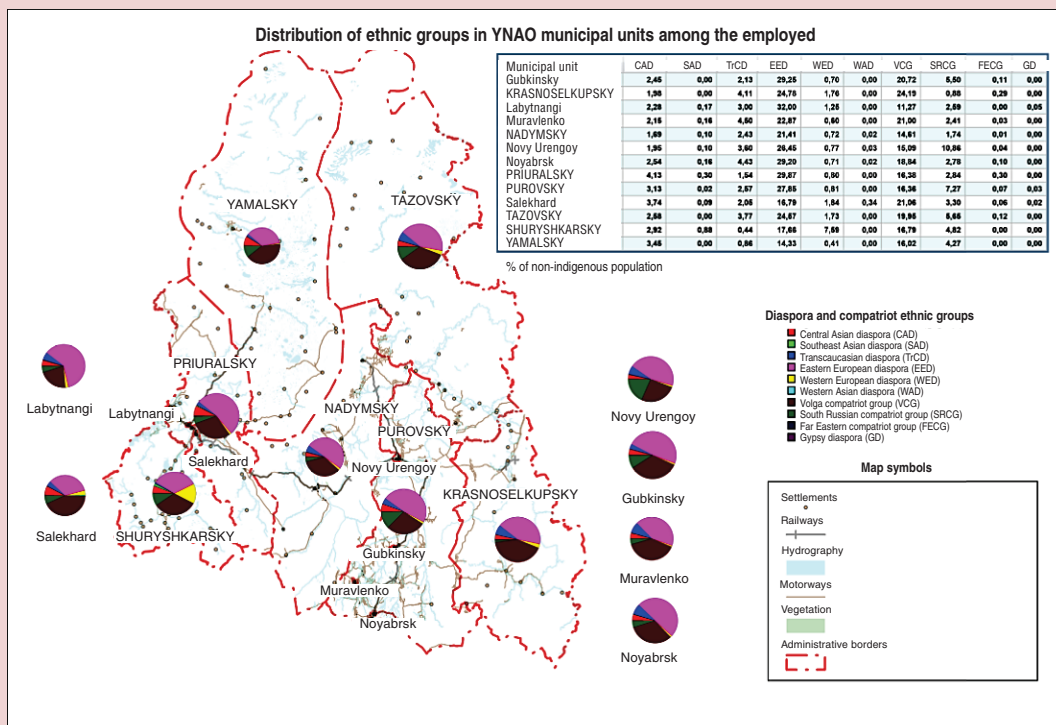 Distribution of ethnic groups in YNAO municipal units among the employed
Municipal unit CAD SAD TrCD EED WED WAD VCG SRCG FECG GD
Gubkinsky 2,45 0,00 2,13 29,25 0,70 0,00 20,72 5,50 0,11 0,00
KRASNOSELKUPSKY 1,98 0,00 4,11 24,78 1,76 0,00 24,19 0,88 0,29 0,00
Labytnangi 2,28 0,17 3,00 32,00 1,25 0,00 11,27 2,59 0,00 0,05
Muravlenko 2,15 0,16 4,50 22,87 0,60 0,00 21,00 2,41 0,03 0,00
NADYMSKY 1,69 0,10 2,43 21,41 0,72 0,02 14,61 1,74 0,01 0,00
Novy Urengoy 1,95 0,10 3,60 26,45 0,77 0,03 15,09 10,86 0,04 0,00
Noyabrsk 2,54 0,16 4,43 29,20 0,71 0,02 18,84 2,78 0,10 0,00
PRIURALSKY 4,13 0,30 1,54 29,87 0,80 0,00 16,38 2,84 0,30 0,00
PUROVSKY 3,13 0,02 2,57 27,85 0,81 0,00 16,36 7,27 0,07 0,03
Salekhard 3,74 0,09 2,05 16,79 1,84 0,34 21,06 3,30 0,06 0,02
TAZOVSKY 2,58 0,00 3,77 24,67 1,73 0,00 19,95 5,65 0,12 0,00
SHURYSHKARSKY 2,92 0,88 0,44 17,66 7,59 0,00 16,79 4,82 0,00 0,00
YAMALSKY 3,45 0,00 0,86 14,33 0,41 0,00 16,02 4,27 0,00 0,00
% of non-indigenous population
YAMALSKY
TAZOVSKY
PRIURALSKY
Labytnangi
Labytnangi
NADYMSKY
PUROVSKY
Salekhard
Novy Urengoy
KRASNOSELKUPSKY
Salekhard
SHURYSHKARSKY
Gubkinsky
Muravlenko
Noyabrsk
Novy Urengoy
Gubkinsky
Muravlenko
Noyabrsk
Diaspora and compatriot ethnic groups
Central Asian diaspora (CAD)
Southeast Asian diaspora (SAD)
Transcaucasian diaspora (TrCD)
Eastern European diaspora (EED)
Western European diaspora (WED)
Western Asian diaspora (WAD)
Volga compatriot group (VCG)
South Russian compatriot group (SRCG)
Far Eastern compatriot group (FECG)
Gypsy diaspora (GD)
Map symbols
Settlements
Railways
Hydrography
Motorways
Vegetation
Administrative borders